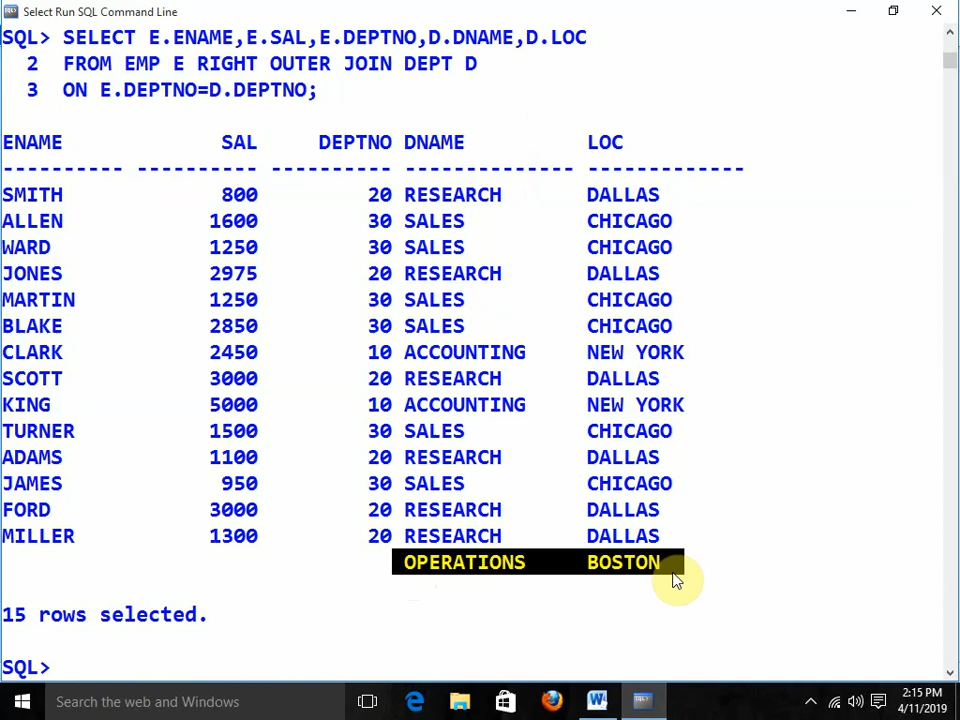 Select Run SQL Command Line
SQL> SELECT E.ENAME,E.SAL,E.DEPTNO,D.DNAME,D.LOC
  2  FROM EMP E RIGHT OUTER JOIN DEPT D
  3  ON E.DEPTNO=D.DEPTNO;
ENAME             SAL     DEPTNO DNAME          LOC
---------- ---------- ---------- -------------- -------------
SMITH             800         20 RESEARCH       DALLAS
ALLEN            1600         30 SALES          CHICAGO
WARD             1250         30 SALES          CHICAGO
JONES            2975         20 RESEARCH       DALLAS
MARTIN           1250         30 SALES          CHICAGO
BLAKE            2850         30 SALES          CHICAGO
CLARK            2450         10 ACCOUNTING     NEW YORK
SCOTT            3000         20 RESEARCH       DALLAS
KING             5000         10 ACCOUNTING     NEW YORK
TURNER           1500         30 SALES          CHICAGO
ADAMS            1100         20 RESEARCH       DALLAS
JAMES             950         30 SALES          CHICAGO
FORD             3000         20 RESEARCH       DALLAS
MILLER           1300         20 RESEARCH       DALLAS
                                 OPERATIONS     BOSTON
15 rows selected.
SQL>
Search the web and Windows
2:15 PM
4/11/2019